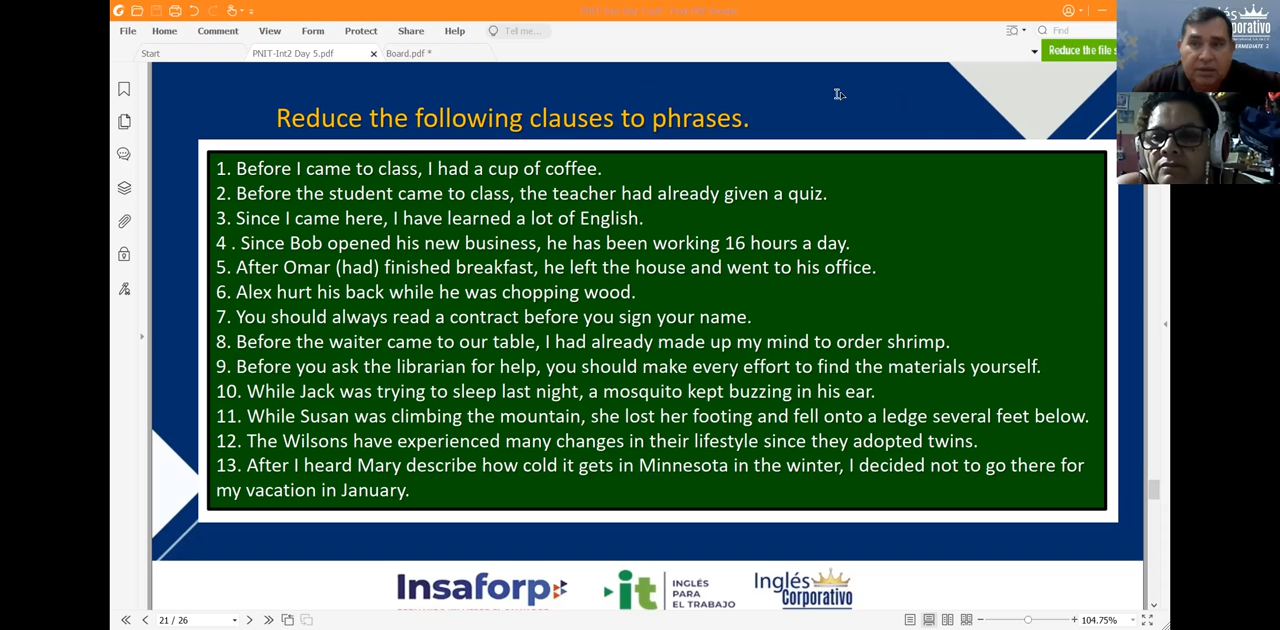 File Home Comment View Form Protect Share Help Tell me... Find
Start PNIT-Int2 Day 5.pdf Board.pdf * Reduce the file s
Reduce the following clauses to phrases.
1. Before I came to class, I had a cup of coffee.
2. Before the student came to class, the teacher had already given a quiz.
3. Since I came here, I have learned a lot of English.
4 . Since Bob opened his new business, he has been working 16 hours a day.
5. After Omar (had) finished breakfast, he left the house and went to his office.
6. Alex hurt his back while he was chopping wood.
7. You should always read a contract before you sign your name.
8. Before the waiter came to our table, I had already made up my mind to order shrimp.
9. Before you ask the librarian for help, you should make every effort to find the materials yourself.
10. While Jack was trying to sleep last night, a mosquito kept buzzing in his ear.
11. While Susan was climbing the mountain, she lost her footing and fell onto a ledge several feet below.
12. The Wilsons have experienced many changes in their lifestyle since they adopted twins.
13. After I heard Mary describe how cold it gets in Minnesota in the winter, I decided not to go there for
my vacation in January.
Insaforp
it
INGLÉS
PARA
EL TRABAJO
Inglés
Corporativo
21 / 26
104.75%